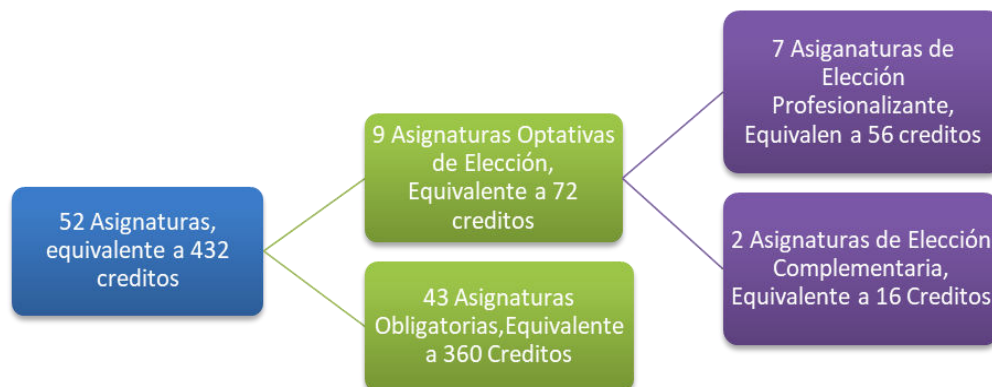 52 Asignaturas,
equivalente a 432
creditos
9 Asignaturas Optativas
de Elección,
Equivalente a 72
creditos
43 Asignaturas
Obligatorias,Equivalente
a 360 Creditos
7 Asiganaturas de
Elección
Profesionalizante,
Equivalen a 56 creditos
2 Asignaturas de Elección
Complementaria,
Equivalente a 16 Creditos